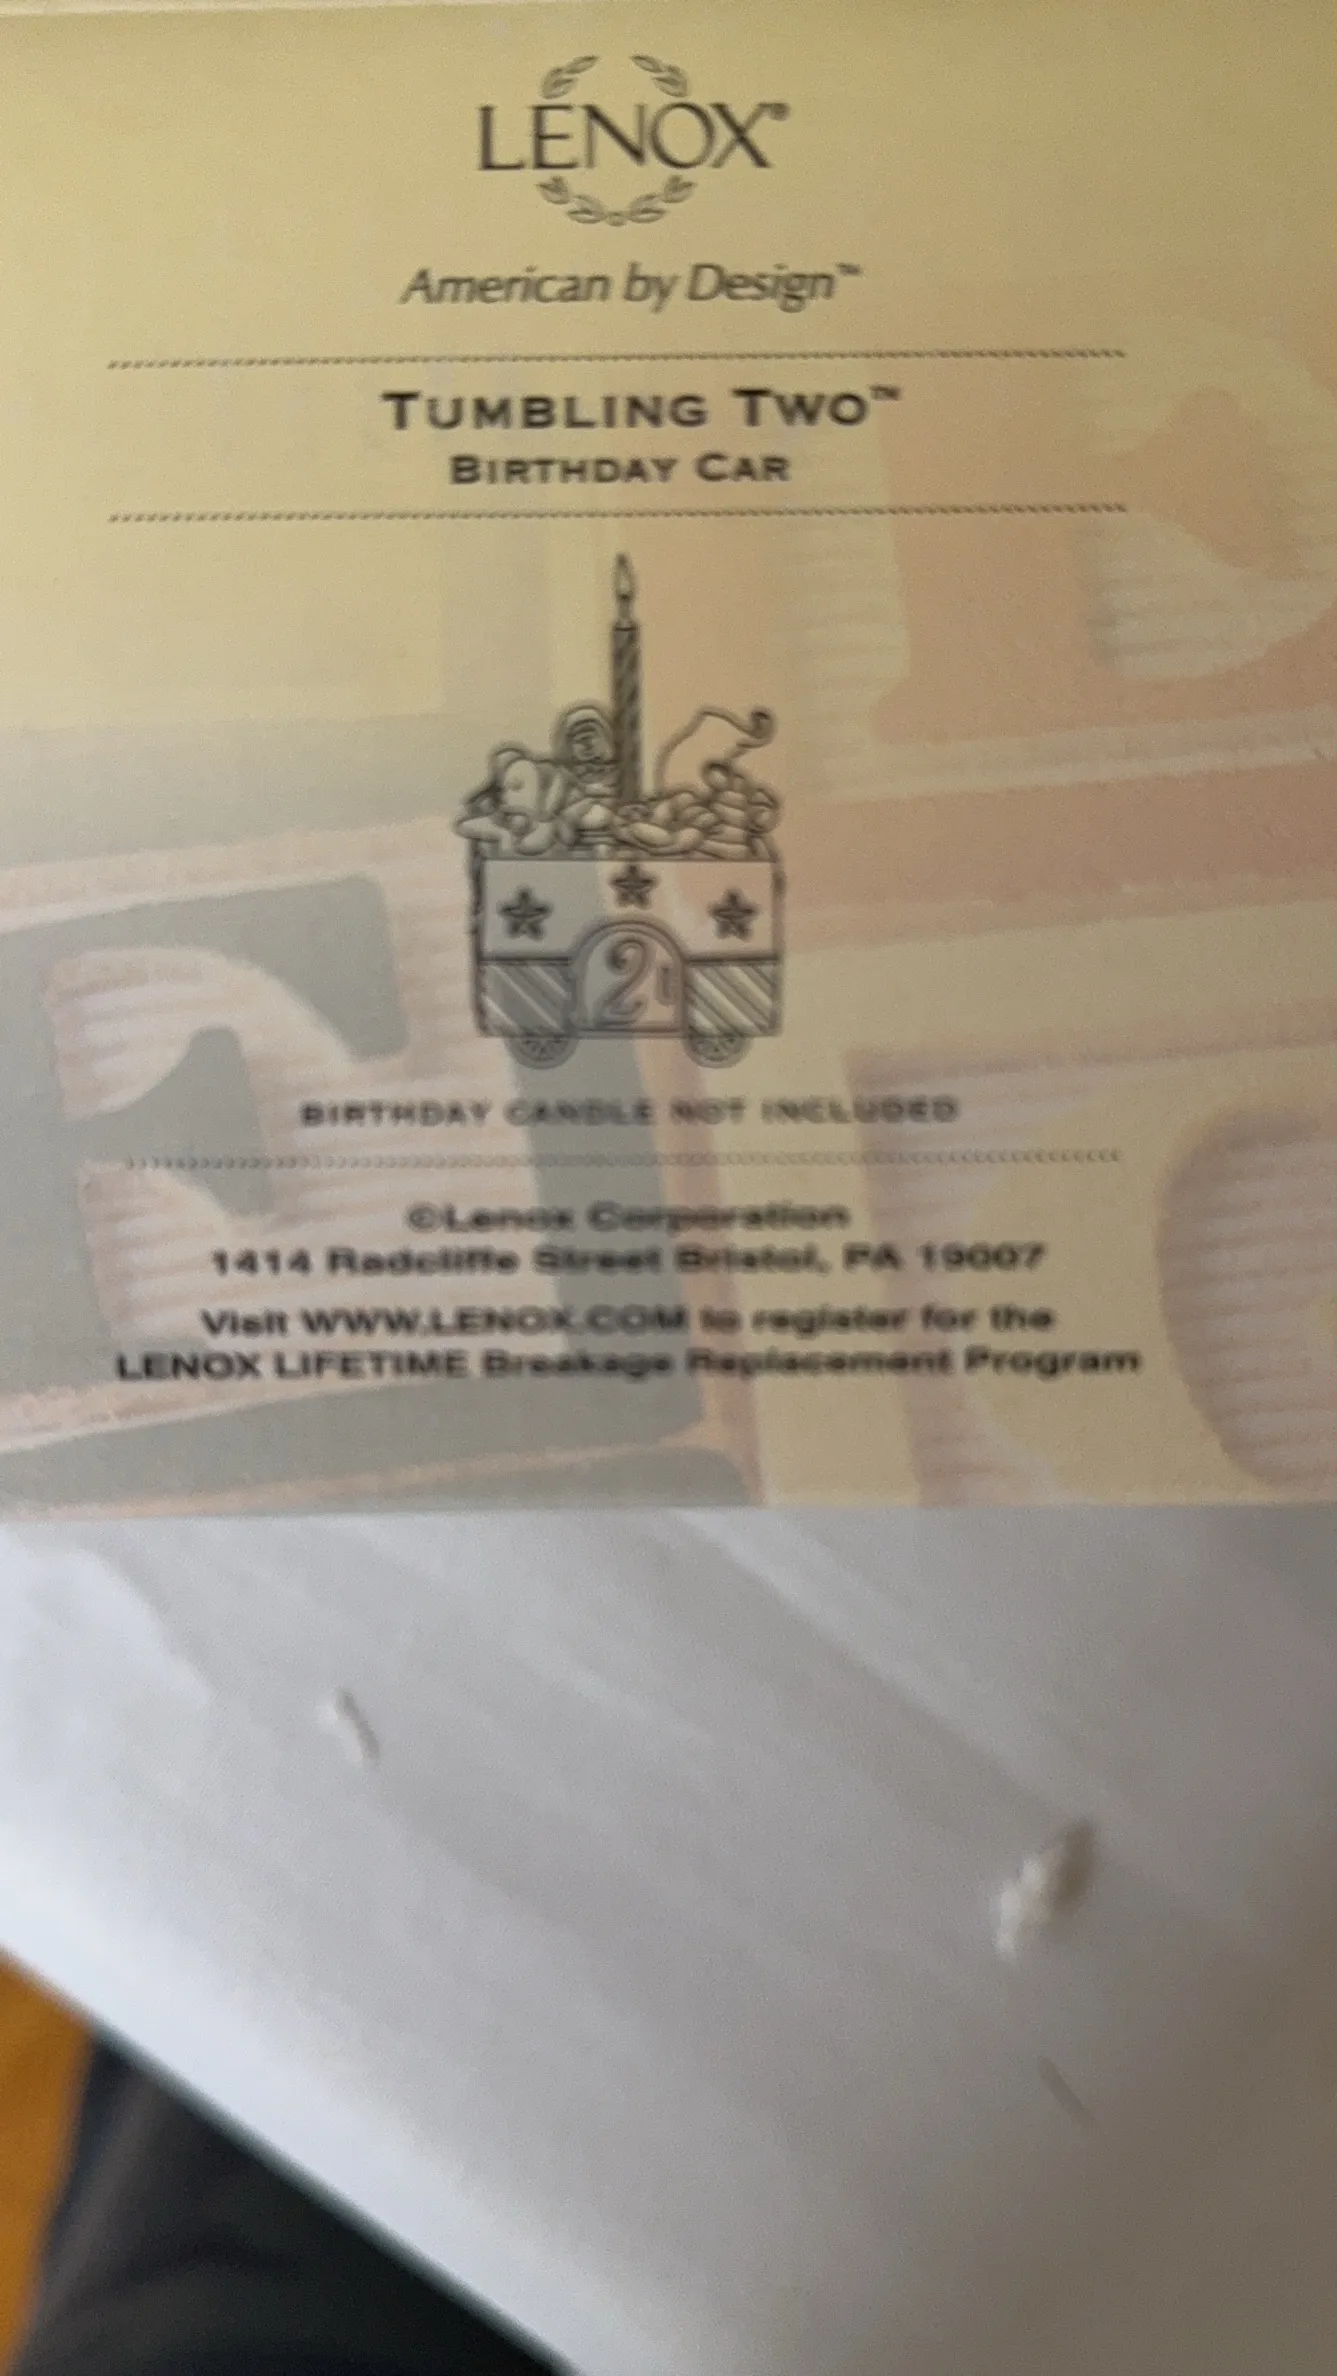 LENOX®
American by Design™
TUMBLING TWO™
BIRTHDAY CAR
2
BIRTHDAY CANDLE NOT INCLUDED
©Lenox Corporation
1414 Radcliffe Street Bristol, PA 19007
Visit WWW.LENOX.COM to register for the
LENOX LIFETIME Breakage Replacement Program